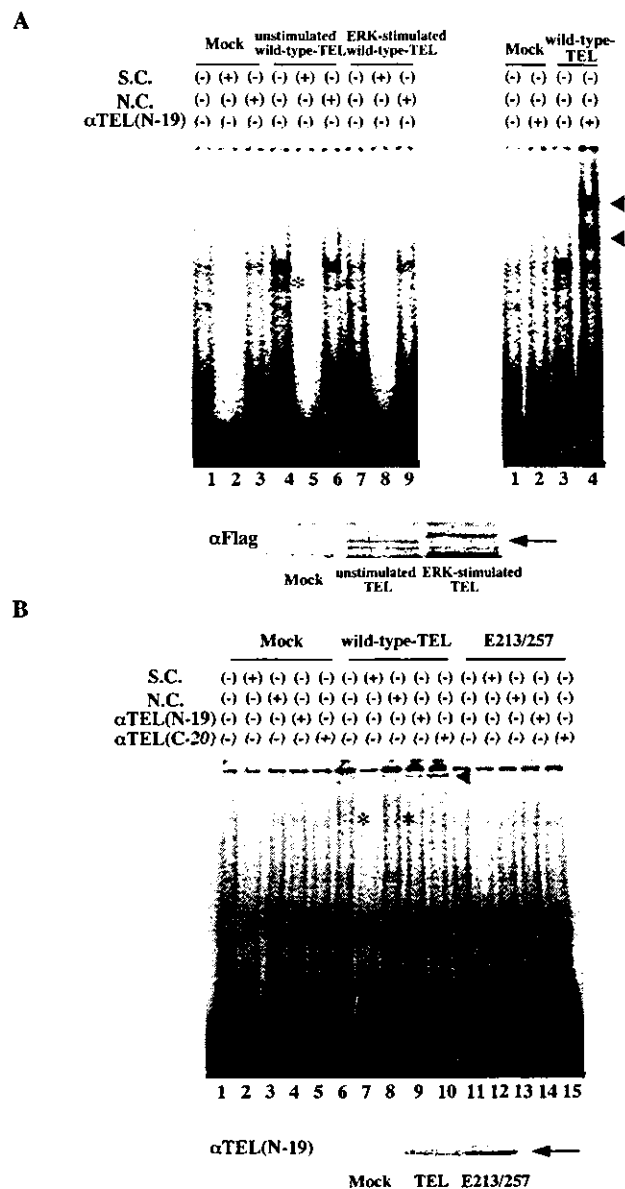 A
Mock unstimulated wild-type-TEL ERK-stimulated wild-type-TEL Mock wild-type-TEL
S.C. (-) (+) (-) (-) (+) (-) (-) (+) (-) (-) (-) (-) (-)
N.C. (-) (-) (+) (-) (-) (+) (-) (-) (+) (-) (-) (-) (-)
αTEL(N-19) (-) (-) (-) (-) (-) (-) (-) (-) (-) (-) (+) (-) (+)
*
*
1 2 3 4 5 6 7 8 9 1 2 3 4
αFlag
Mock unstimulated TEL ERK-stimulated TEL
B
Mock wild-type-TEL E213/257
S.C. (-) (+) (-) (-) (-) (-) (+) (-) (-) (-) (-) (+) (-) (-) (-)
N.C. (-) (-) (+) (-) (-) (-) (-) (+) (-) (-) (-) (-) (+) (-) (-)
αTEL(N-19) (-) (-) (-) (+) (-) (-) (-) (-) (+) (-) (-) (-) (-) (+) (-)
αTEL(C-20) (-) (-) (-) (-) (+) (-) (-) (-) (-) (+) (-) (-) (-) (-) (+)
* *
1 2 3 4 5 6 7 8 9 10 11 12 13 14 15
αTEL(N-19)
Mock TEL E213/257